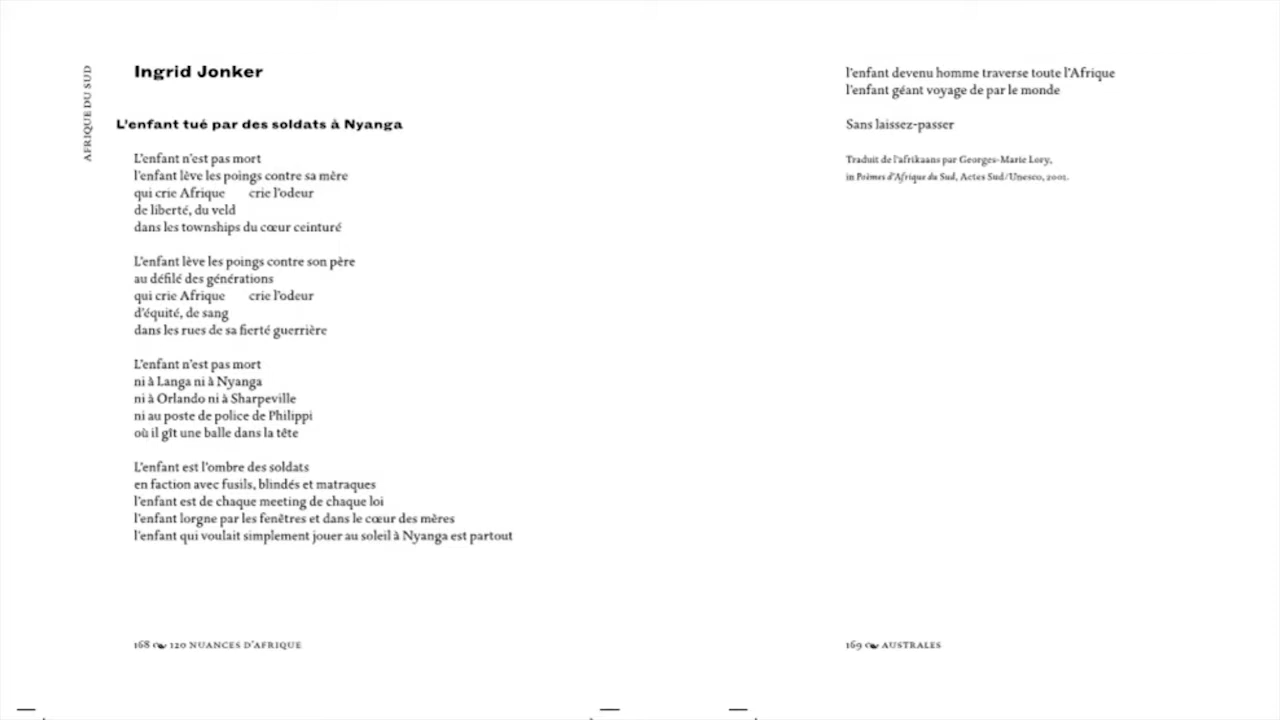 AFRIQUE DU SUD
Ingrid Jonker
L'enfant tué par des soldats à Nyanga
L'enfant n'est pas mort
l'enfant lève les poings contre sa mère
qui crie Afrique crie l'odeur
de liberté, du veld
dans les townships du cœur ceinturé
L'enfant lève les poings contre son père
au défilé des générations
qui crie Afrique crie l'odeur
d'équité, de sang
dans les rues de sa fierté guerrière
L'enfant n'est pas mort
ni à Langa ni à Nyanga
ni à Orlando ni à Sharpeville
ni au poste de police de Philippi
où il gît une balle dans la tête
L'enfant est l'ombre des soldats
en faction avec fusils, blindés et matraques
l'enfant est de chaque meeting de chaque loi
l'enfant lorgne par les fenêtres et dans le cœur des mères
l'enfant qui voulait simplement jouer au soleil à Nyanga est partout
168 120 NUANCES D'AFRIQUE
l'enfant devenu homme traverse toute l'Afrique
l'enfant géant voyage de par le monde
Sans laissez-passer
Traduit de l'afrikaans par Georges-Marie Lory,
in Poèmes d'Afrique du Sud, Actes Sud/Unesco, 2001.
169 AUSTRALES